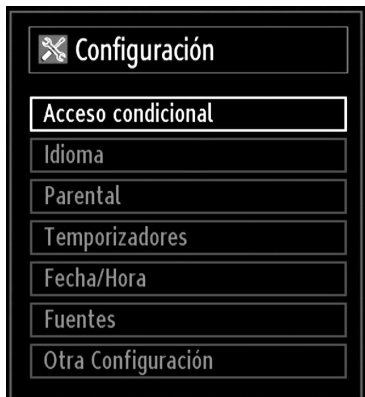 Configuración
Acceso condicional
Idioma
Parental
Temporizadores
Fecha/Hora
Fuentes
Otra Configuración